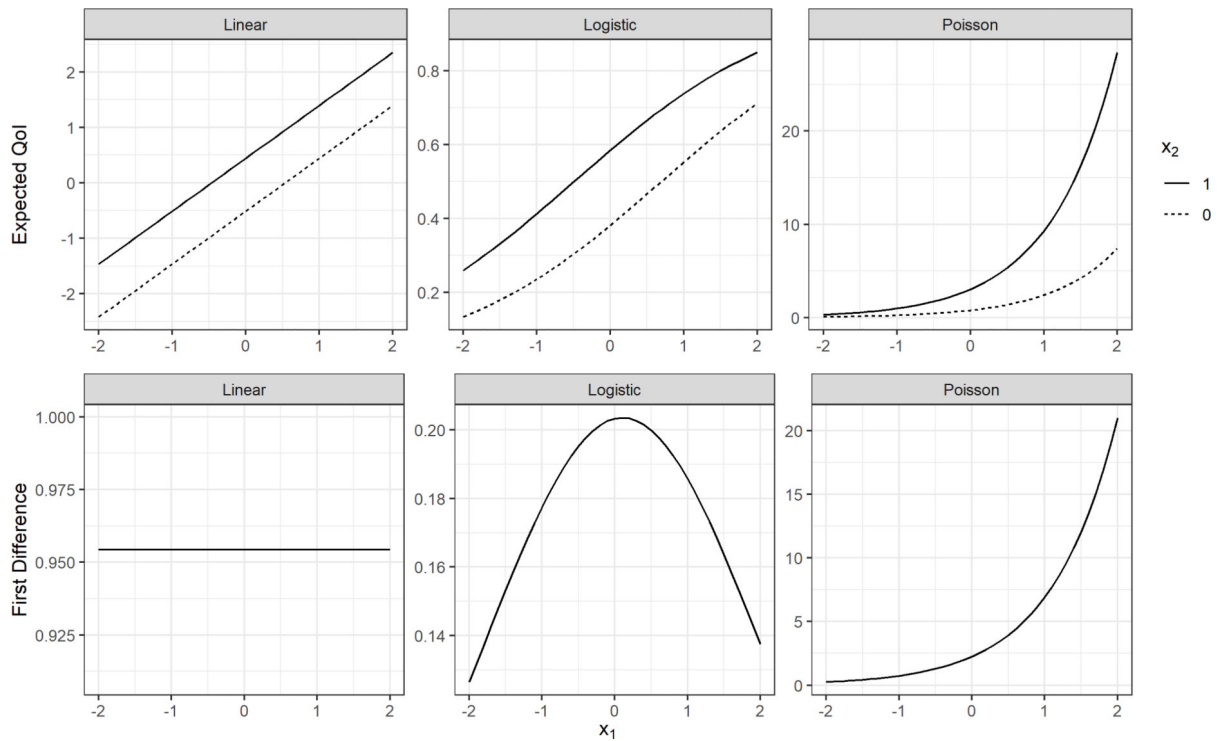 Linear
Logistic
Poisson
Expected QoI
2
1
0
-1
-2
-2 -1 0 1 2
0.8
0.6
0.4
0.2
-2 -1 0 1 2
20
10
0
-2 -1 0 1 2
x2
1
0
Linear
Logistic
Poisson
First Difference
1.000
0.975
0.950
0.925
-2 -1 0 1 2
0.20
0.18
0.16
0.14
-2 -1 0 1 2
20
15
10
5
0
-2 -1 0 1 2
x1